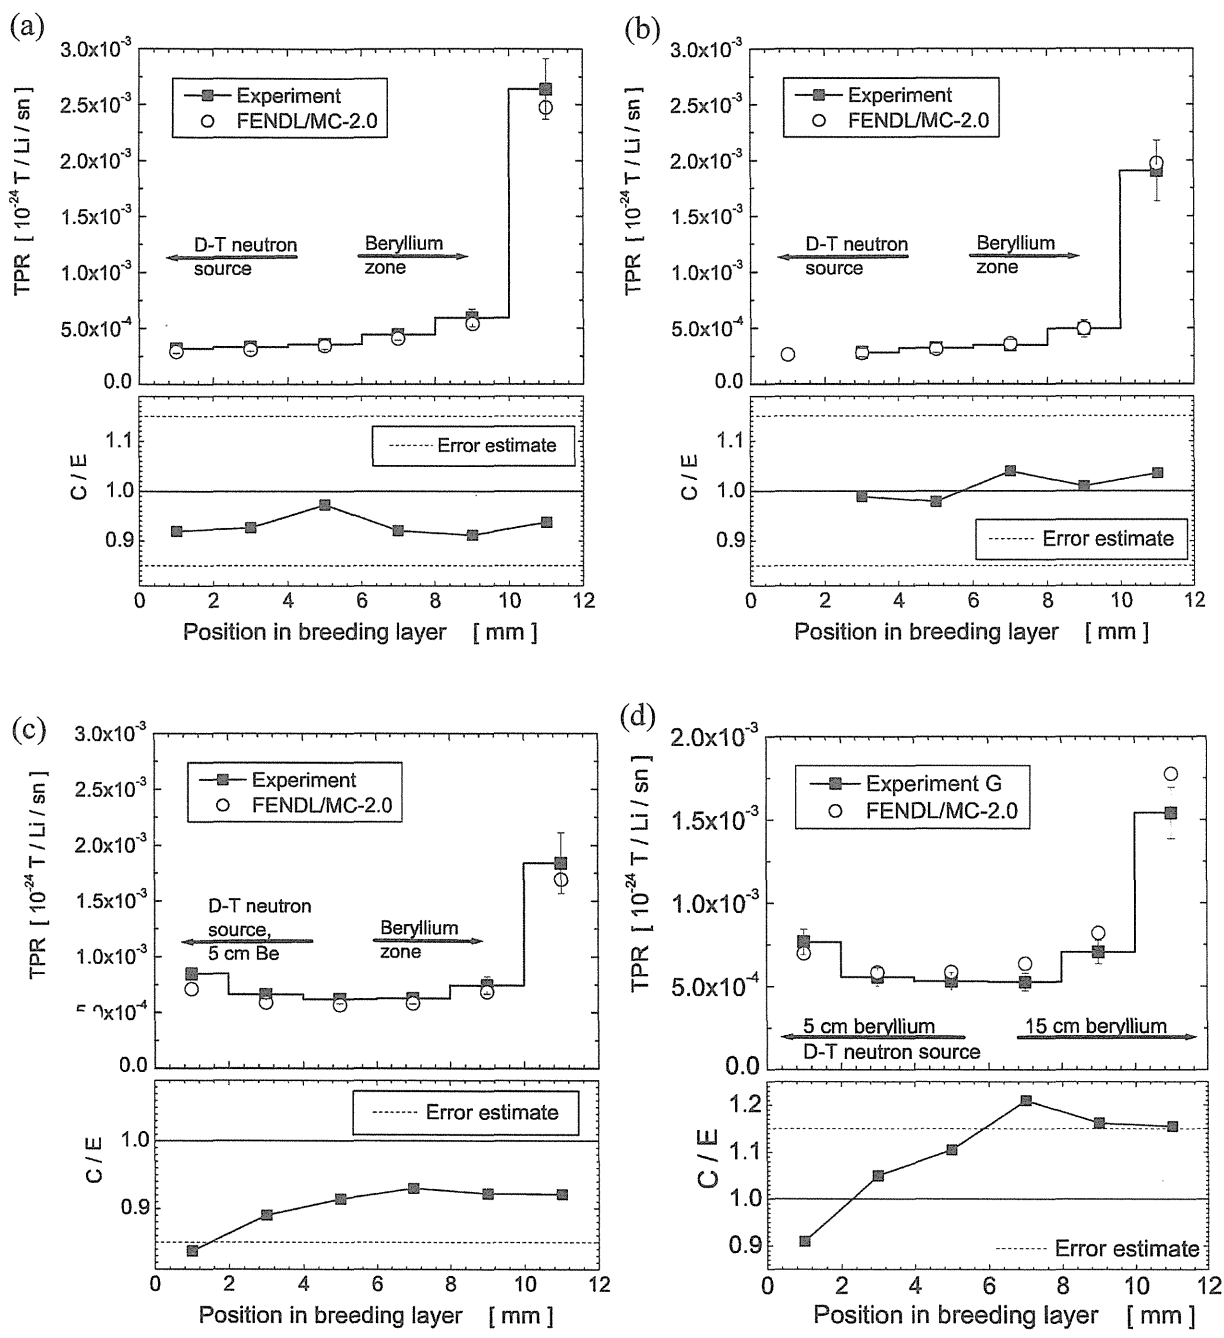 (a)
3.0x10-3
2.5x10-3
2.0x10-3
1.5x10-3
1.0x10-3
5.0x10-4
0.0
TPR [ 10-24 T / Li / sn]
Experiment
FENDL/MC-2.0
D-T neutron
source
Beryllium
zone
1.1
1.0
0.9
C / E
Error estimate
0 2 4 6 8 10 12
Position in breeding layer [ mm ]
(b)
3.0x10-3
2.5x10-3
2.0x10-3
1.5x10-3
1.0x10-3
5.0x10-4
0.0
TPR [ 10-24 T / Li / sn]
Experiment
FENDL/MC-2.0
D-T neutron
source
Beryllium
zone
1.1
1.0
0.9
C / E
Error estimate
0 2 4 6 8 10 12
Position in breeding layer [ mm ]
(c)
3.0x10-3
2.5x10-3
2.0x10-3
1.5x10-3
1.0x10-3
x10-4
0.0
TPR [ 10-24 T / Li / sn]
Experiment
FENDL/MC-2.0
D-T neutron
source,
5 cm Be
Beryllium
zone
1.0
0.9
C / E
Error estimate
0 2 4 6 8 10 12
Position in breeding layer [ mm ]
(d)
2.0x10-3
1.5x10-3
1.0x10-3
5.0x10-4
0.0
TPR [ 10-24 T / Li / sn]
Experiment G
FENDL/MC-2.0
5 cm beryllium
D-T neutron source
15 cm beryllium
1.2
1.1
1.0
0.9
C / E
Error estimate
0 2 4 6 8 10 12
Position in breeding layer [ mm ]